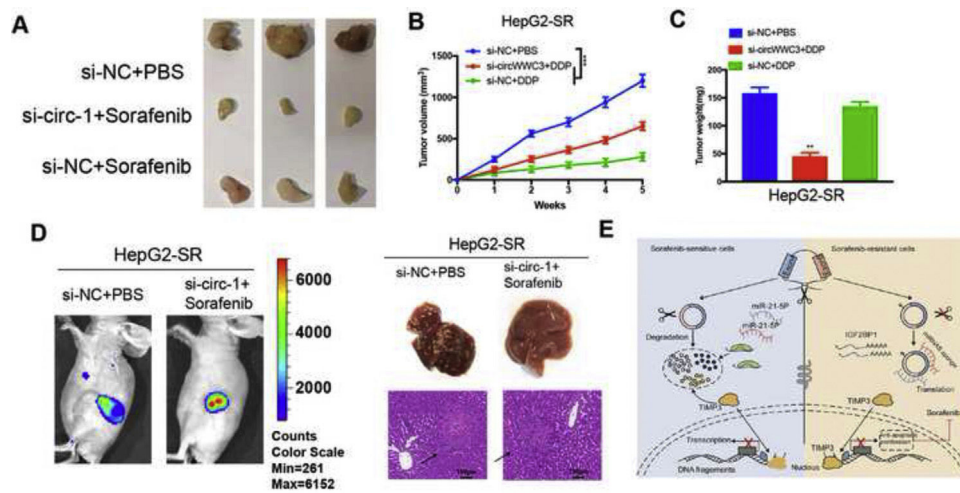 A
si-NC+PBS
si-circ-1+Sorafenib
si-NC+Sorafenib
B
HepG2-SR
si-NC+PBS
si-circWWC3+DDP
si-NC+DDP
***
Tumor volume (mm³)
1500
1000
500
0
0 1 2 3 4 5
Weeks
C
si-NC+PBS
si-circWWC3+DDP
si-NC+DDP
Tumor weight(mg)
200
150
100
50
0
**
HepG2-SR
D
HepG2-SR
si-NC+PBS
si-circ-1+
Sorafenib
6000
4000
2000
Counts
Color Scale
Min=261
Max=6152
HepG2-SR
si-NC+PBS
si-circ-1+
Sorafenib
E
Sorafenib-sensitive cells
Sorafenib-resistant cells
miR-21-5P
miR-21-5P
Degradation
IGF2BP1
AAAAA
AAAAA
Translation
TIMP3
TIMP3
Sorafenib
Transcription
TIMP3
DNA fragements
Nucleus